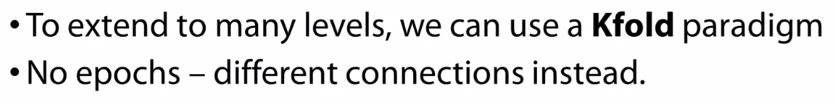 • To extend to many levels, we can use a Kfold paradigm
• No epochs – different connections instead.